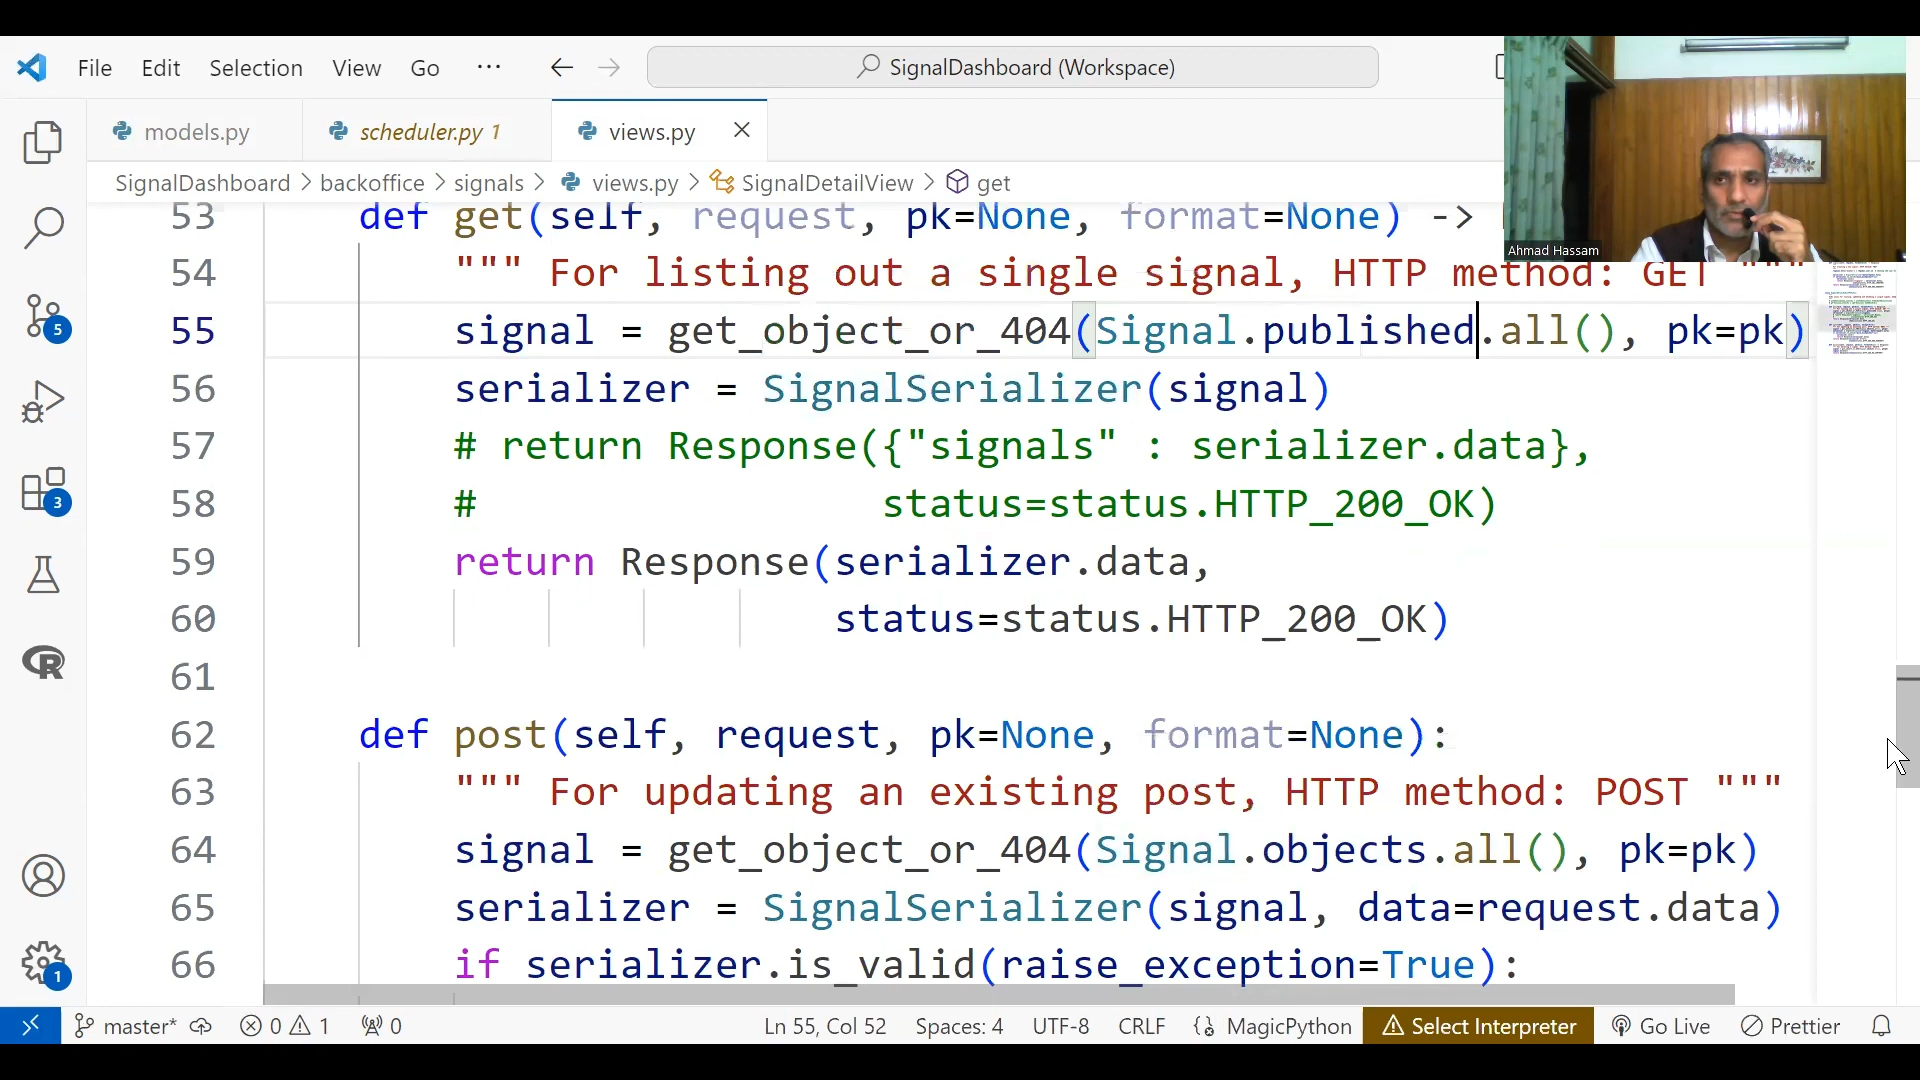 File Edit Selection View Go ... SignalDashboard (Workspace)
models.py scheduler.py 1 views.py
SignalDashboard > backoffice > signals > views.py > SignalDetailView > get
Ahmad Hassam
53 def get(self, request, pk=None, format=None) ->
54 """ For listing out a single signal, HTTP method: GET """
55 signal = get_object_or_404(Signal.published.all(), pk=pk)
56 serializer = SignalSerializer(signal)
57 # return Response({"signals" : serializer.data},
58 # status=status.HTTP_200_OK)
59 return Response(serializer.data,
60 status=status.HTTP_200_OK)
61
62 def post(self, request, pk=None, format=None):
63 """ For updating an existing post, HTTP method: POST """
64 signal = get_object_or_404(Signal.objects.all(), pk=pk)
65 serializer = SignalSerializer(signal, data=request.data)
66 if serializer.is_valid(raise_exception=True):
5
3
1
master* 0 1 0 Ln 55, Col 52 Spaces: 4 UTF-8 CRLF MagicPython Select Interpreter Go Live Prettier